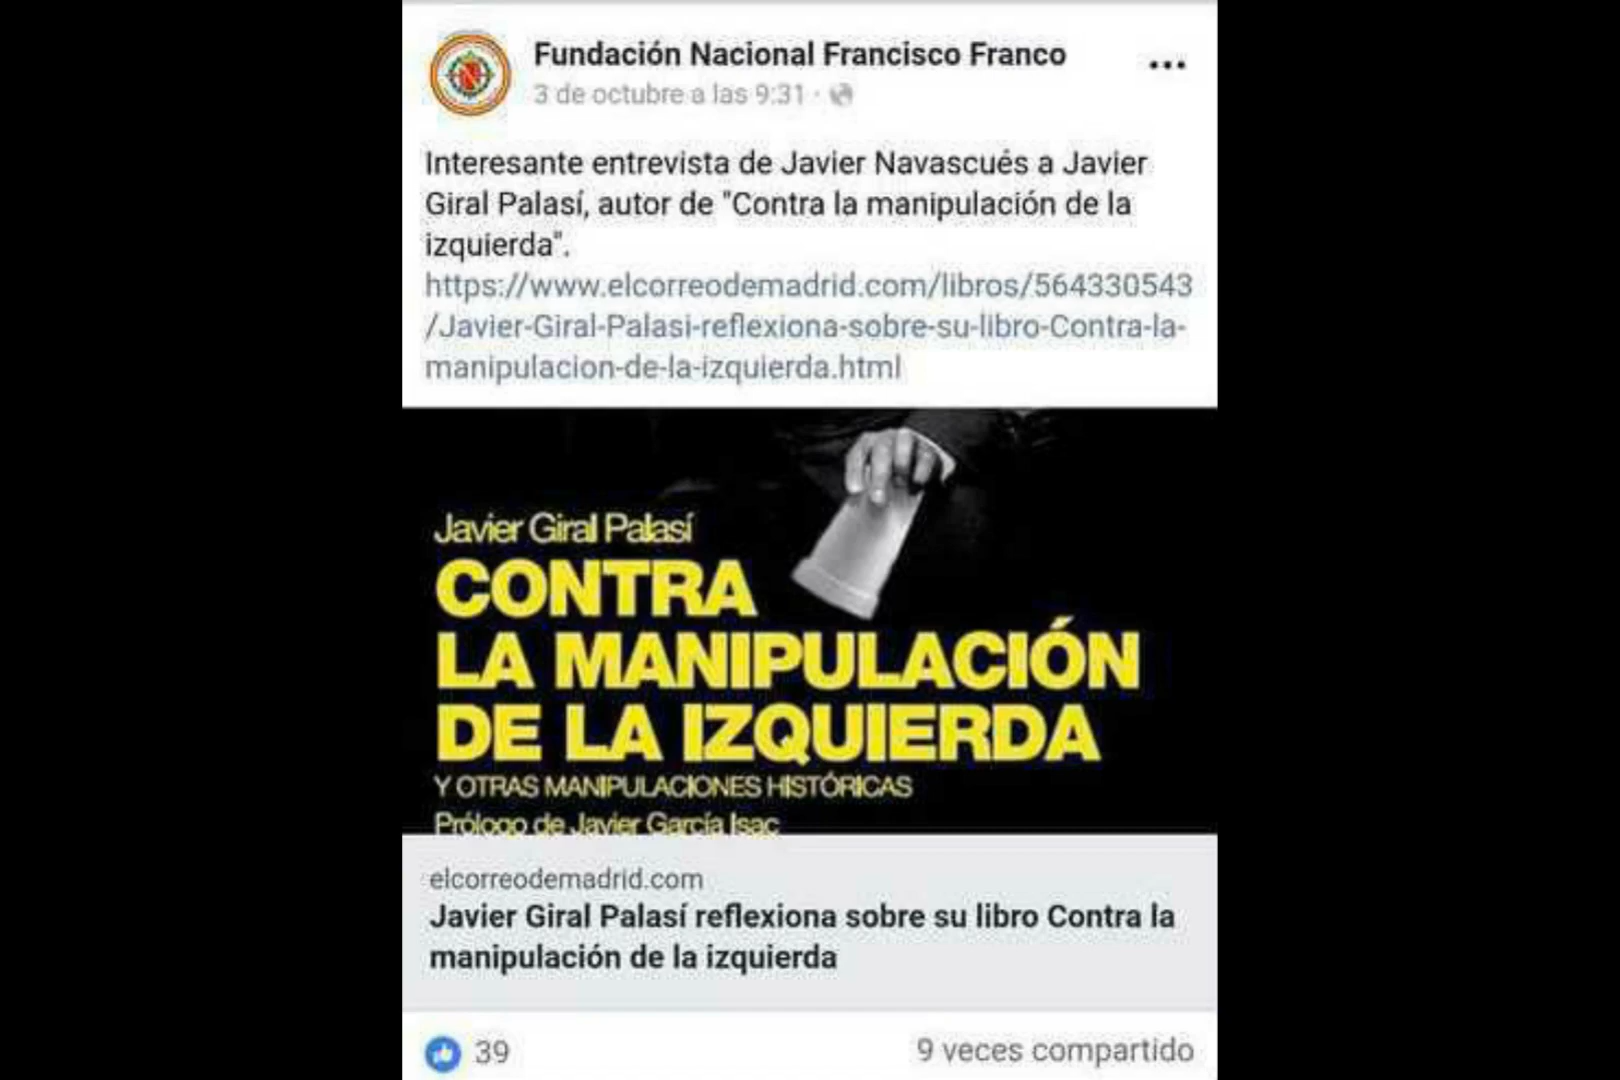 Fundación Nacional Francisco Franco
3 de octubre a las 9:31 ·
Interesante entrevista de Javier Navascués a Javier
Giral Palasí, autor de "Contra la manipulación de la
izquierda".
https://www.elcorreodemadrid.com/libros/564330543
/Javier-Giral-Palasi-reflexiona-sobre-su-libro-Contra-la-
manipulacion-de-la-izquierda.html
Javier Giral Palasí
CONTRA
LA MANIPULACIÓN
DE LA IZQUIERDA
Y OTRAS MANIPULACIONES HISTÓRICAS
Prólogo de Javier García Isac
elcorreodemadrid.com
Javier Giral Palasí reflexiona sobre su libro Contra la
manipulación de la izquierda
39
9 veces compartido